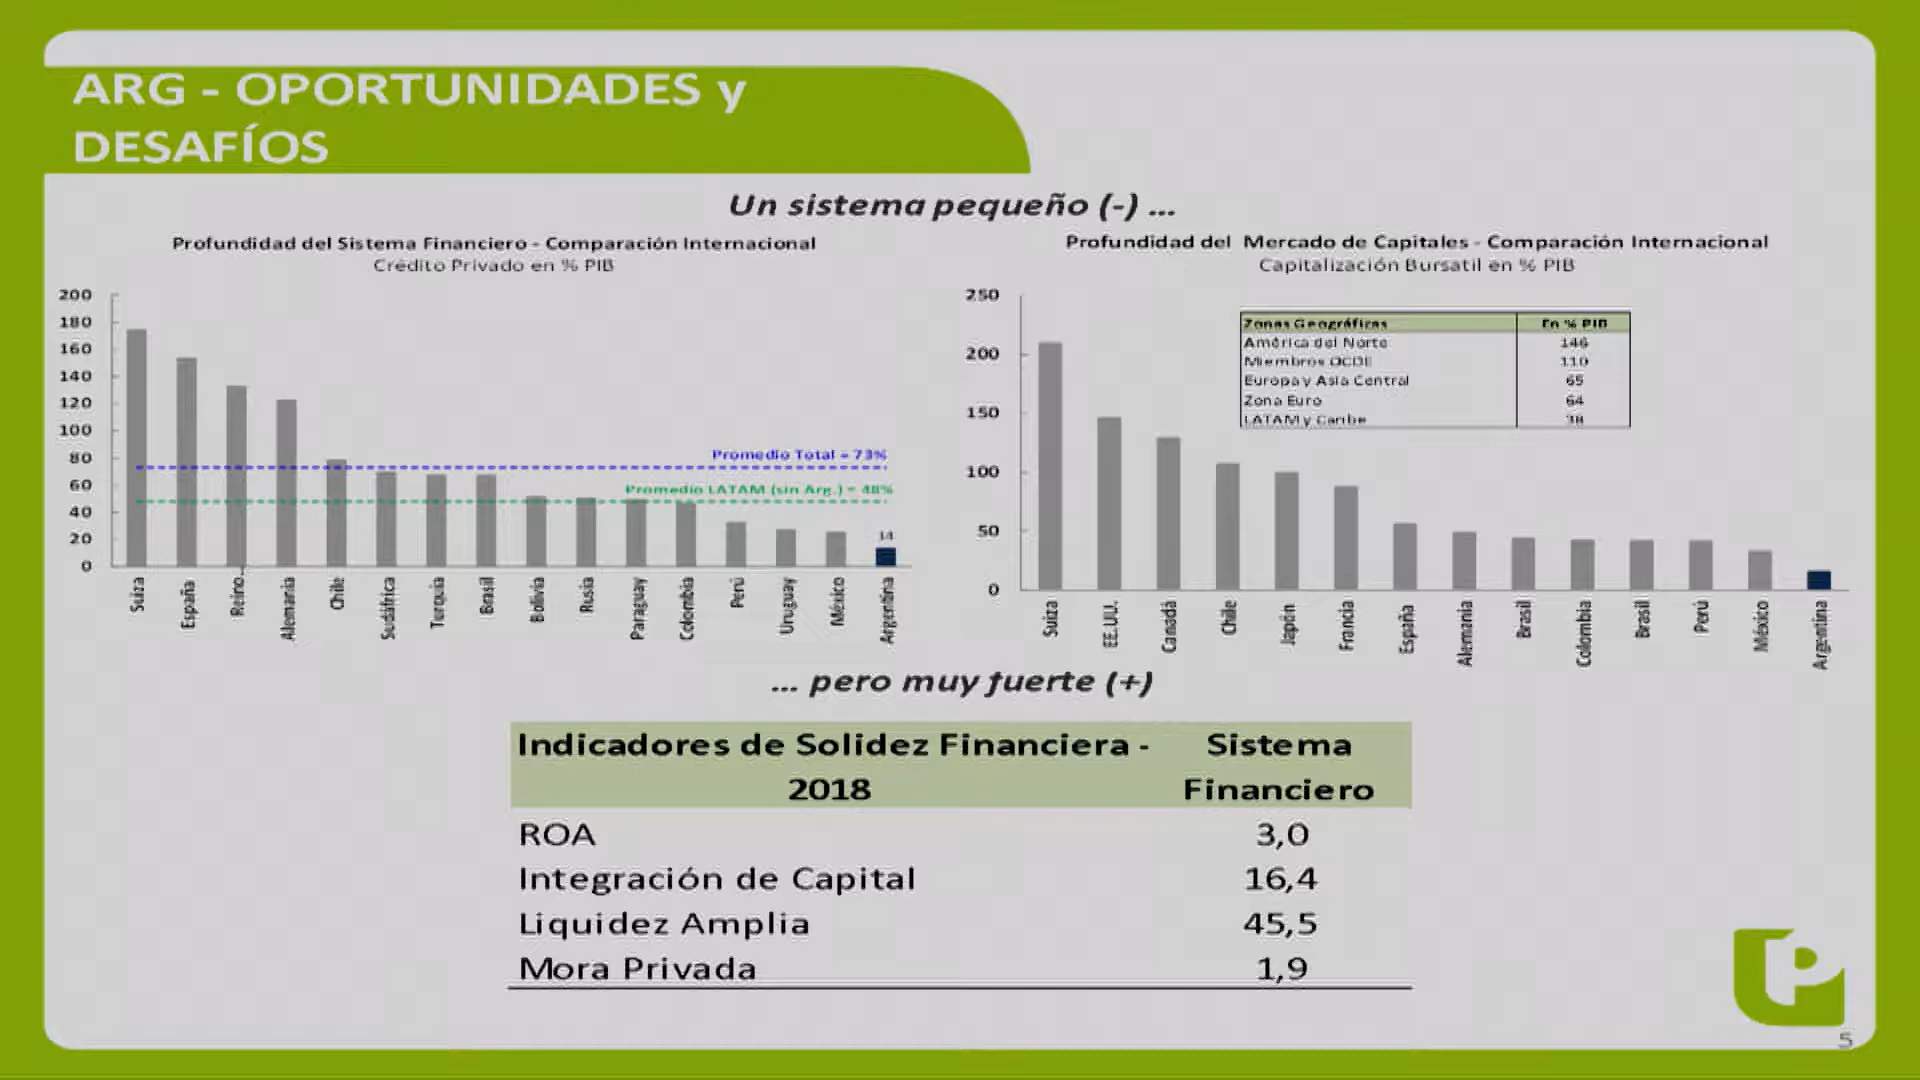 ARG - OPORTUNIDADES y
DESAFÍOS
Un sistema pequeño (-) ...
Profundidad del Sistema Financiero - Comparación Internacional
Crédito Privado en % PIB
200
180
160
140
120
100
80
60
40
20
0
Promedio Total = 73%
Promedio LATAM (sin Arg.) = 48%
14
Suiza
España
Reino...
Alemania
Chile
Sudáfrica
Turquia
Brasil
Bolivia
Rusia
Paraguay
Colombia
Perú
Uruguay
México
Argentina
Profundidad del Mercado de Capitales - Comparación Internacional
Capitalización Bursatil en % PIB
250
200
150
100
50
0
Zonas Geográficas En % PIB
América del Norte 146
Miembros OCDE 110
Europa y Asia Central 65
Zona Euro 64
LATAM y Caribe 38
Suiza
EE.UU.
Canadá
Chile
Japón
Francia
España
Alemania
Brasil
Colombia
Brasil
Perú
México
Argentina
... pero muy fuerte (+)
Indicadores de Solidez Financiera - Sistema
2018 Financiero
ROA 3,0
Integración de Capital 16,4
Liquidez Amplia 45,5
Mora Privada 1,9
P
5